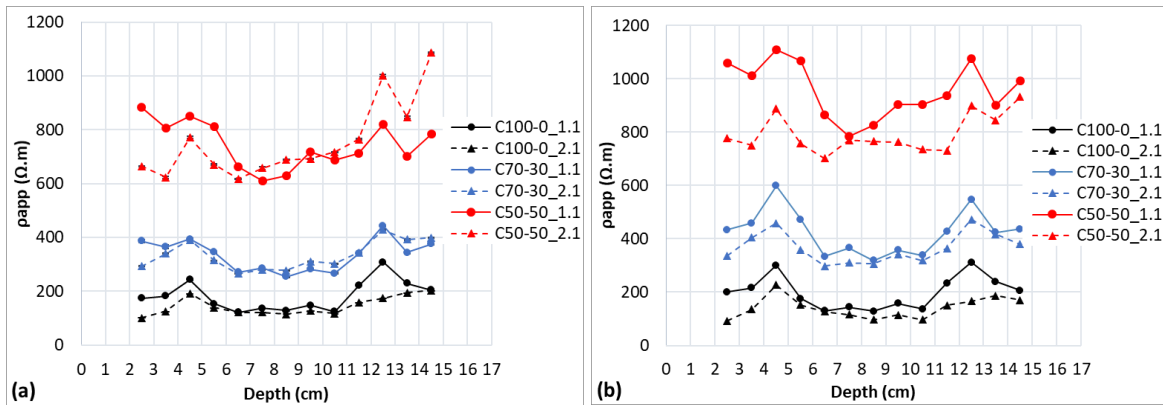 1200
1000
800
600
400
200
0
ρapp (Ω.m)
0 1 2 3 4 5 6 7 8 9 10 11 12 13 14 15 16 17
Depth (cm)
(a)
C100-0_1.1
C100-0_2.1
C70-30_1.1
C70-30_2.1
C50-50_1.1
C50-50_2.1
1200
1000
800
600
400
200
0
ρapp (Ω.m)
0 1 2 3 4 5 6 7 8 9 10 11 12 13 14 15 16 17
Depth (cm)
(b)
C100-0_1.1
C100-0_2.1
C70-30_1.1
C70-30_2.1
C50-50_1.1
C50-50_2.1